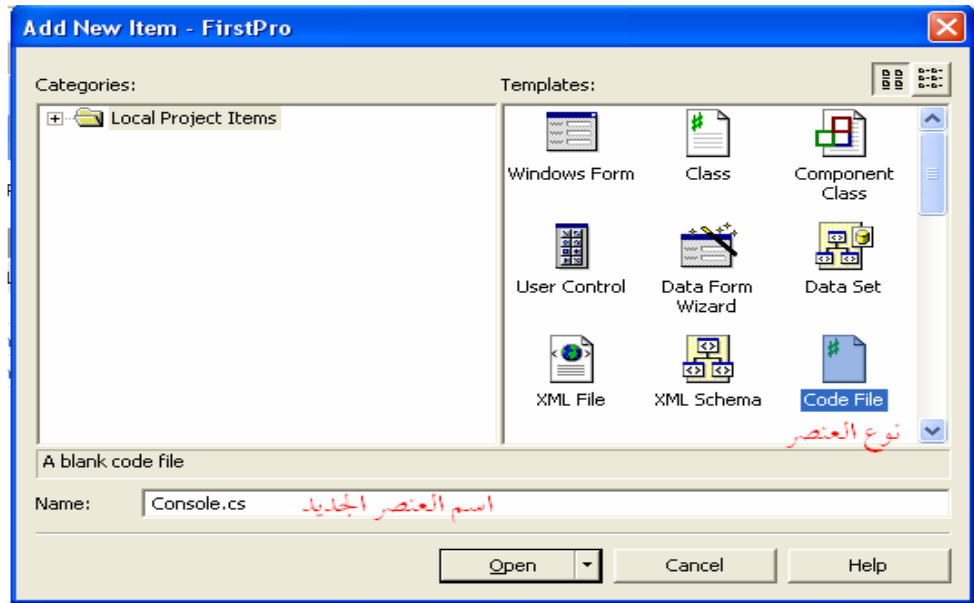 Add New Item - FirstPro
Categories:
Templates:
Local Project Items
Windows Form
Class
Component
Class
User Control
Data Form
Wizard
Data Set
XML File
XML Schema
Code File
نوع العنصر
A blank code file
Name:
Console.cs
اسم العنصر الجديد
Open
Cancel
Help